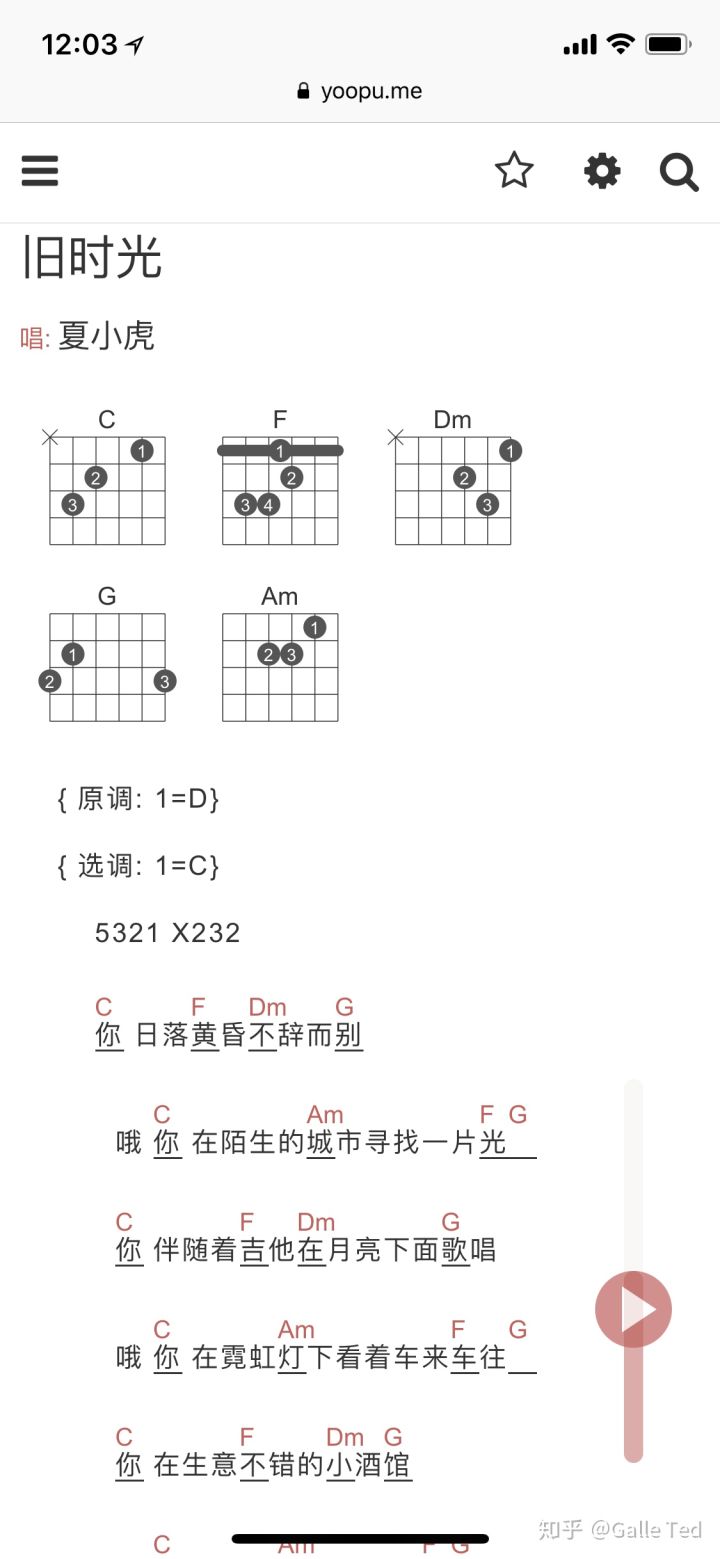 12:03
yoopu.me
旧时光
唱: 夏小虎
C F Dm
1 1 1
2 2 2
3 3 4 3
G Am
1
1 2 3
2 3
{ 原调: 1=D}
{ 选调: 1=C}
5321 X232
C F Dm G
你 日落黄昏不辞而别
C Am F G
哦 你 在陌生的城市寻找一片光
C F Dm G
你 伴随着吉他在月亮下面歌唱
C Am F G
哦 你 在霓虹灯下看着车来车往
C F Dm G
你 在生意不错的小酒馆
C Am F G
知乎 @Galle Ted